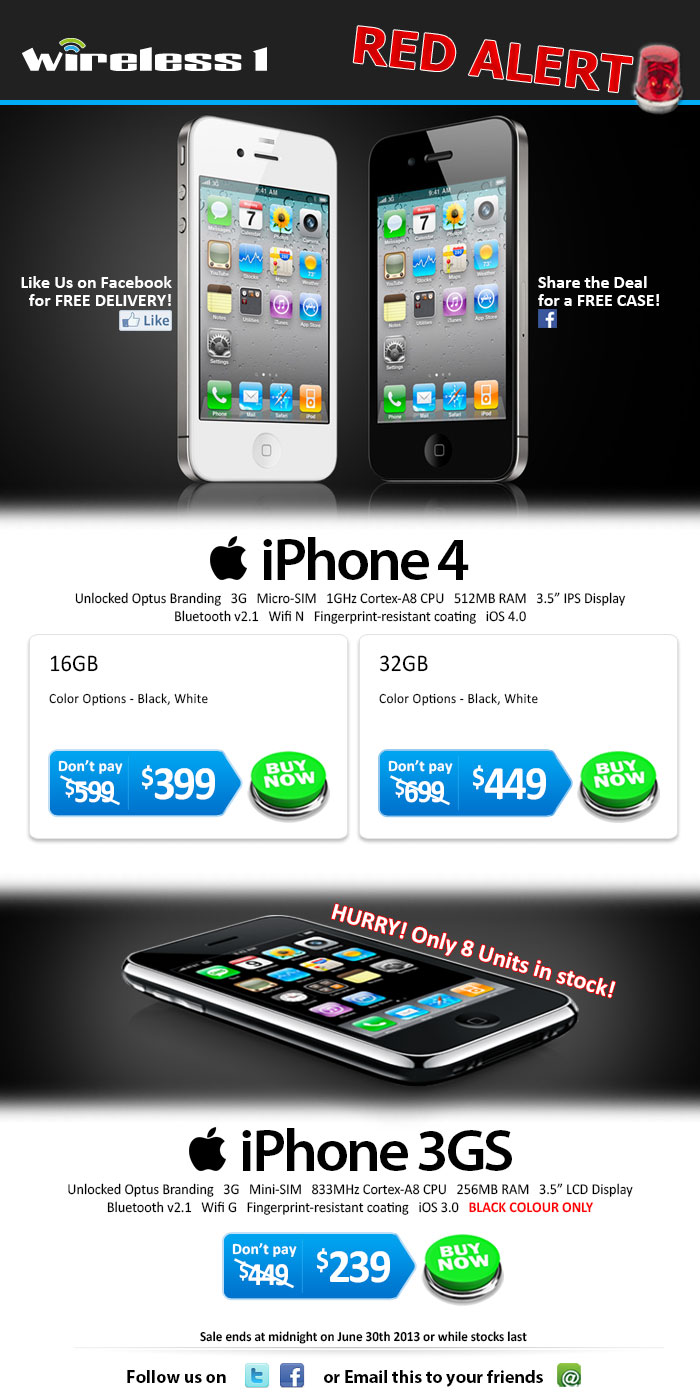 wireless 1
RED ALERT
Like Us on Facebook
for FREE DELIVERY!
Like
Share the Deal
for a FREE CASE!
9:41 AM
9:41 AM
iPhone 4
Unlocked Optus Branding 3G Micro-SIM 1GHz Cortex-A8 CPU 512MB RAM 3.5” IPS Display
Bluetooth v2.1 Wifi N Fingerprint-resistant coating iOS 4.0
16GB
Color Options - Black, White
Don’t pay
$599
$399
BUY
NOW
32GB
Color Options - Black, White
Don’t pay
$699
$449
BUY
NOW
HURRY! Only 8 Units in stock!
iPhone 3GS
Unlocked Optus Branding 3G Mini-SIM 833MHz Cortex-A8 CPU 256MB RAM 3.5” LCD Display
Bluetooth v2.1 Wifi G Fingerprint-resistant coating iOS 3.0 BLACK COLOUR ONLY
Don’t pay
$449
$239
BUY
NOW
Sale ends at midnight on June 30th 2013 or while stocks last
Follow us on
or Email this to your friends